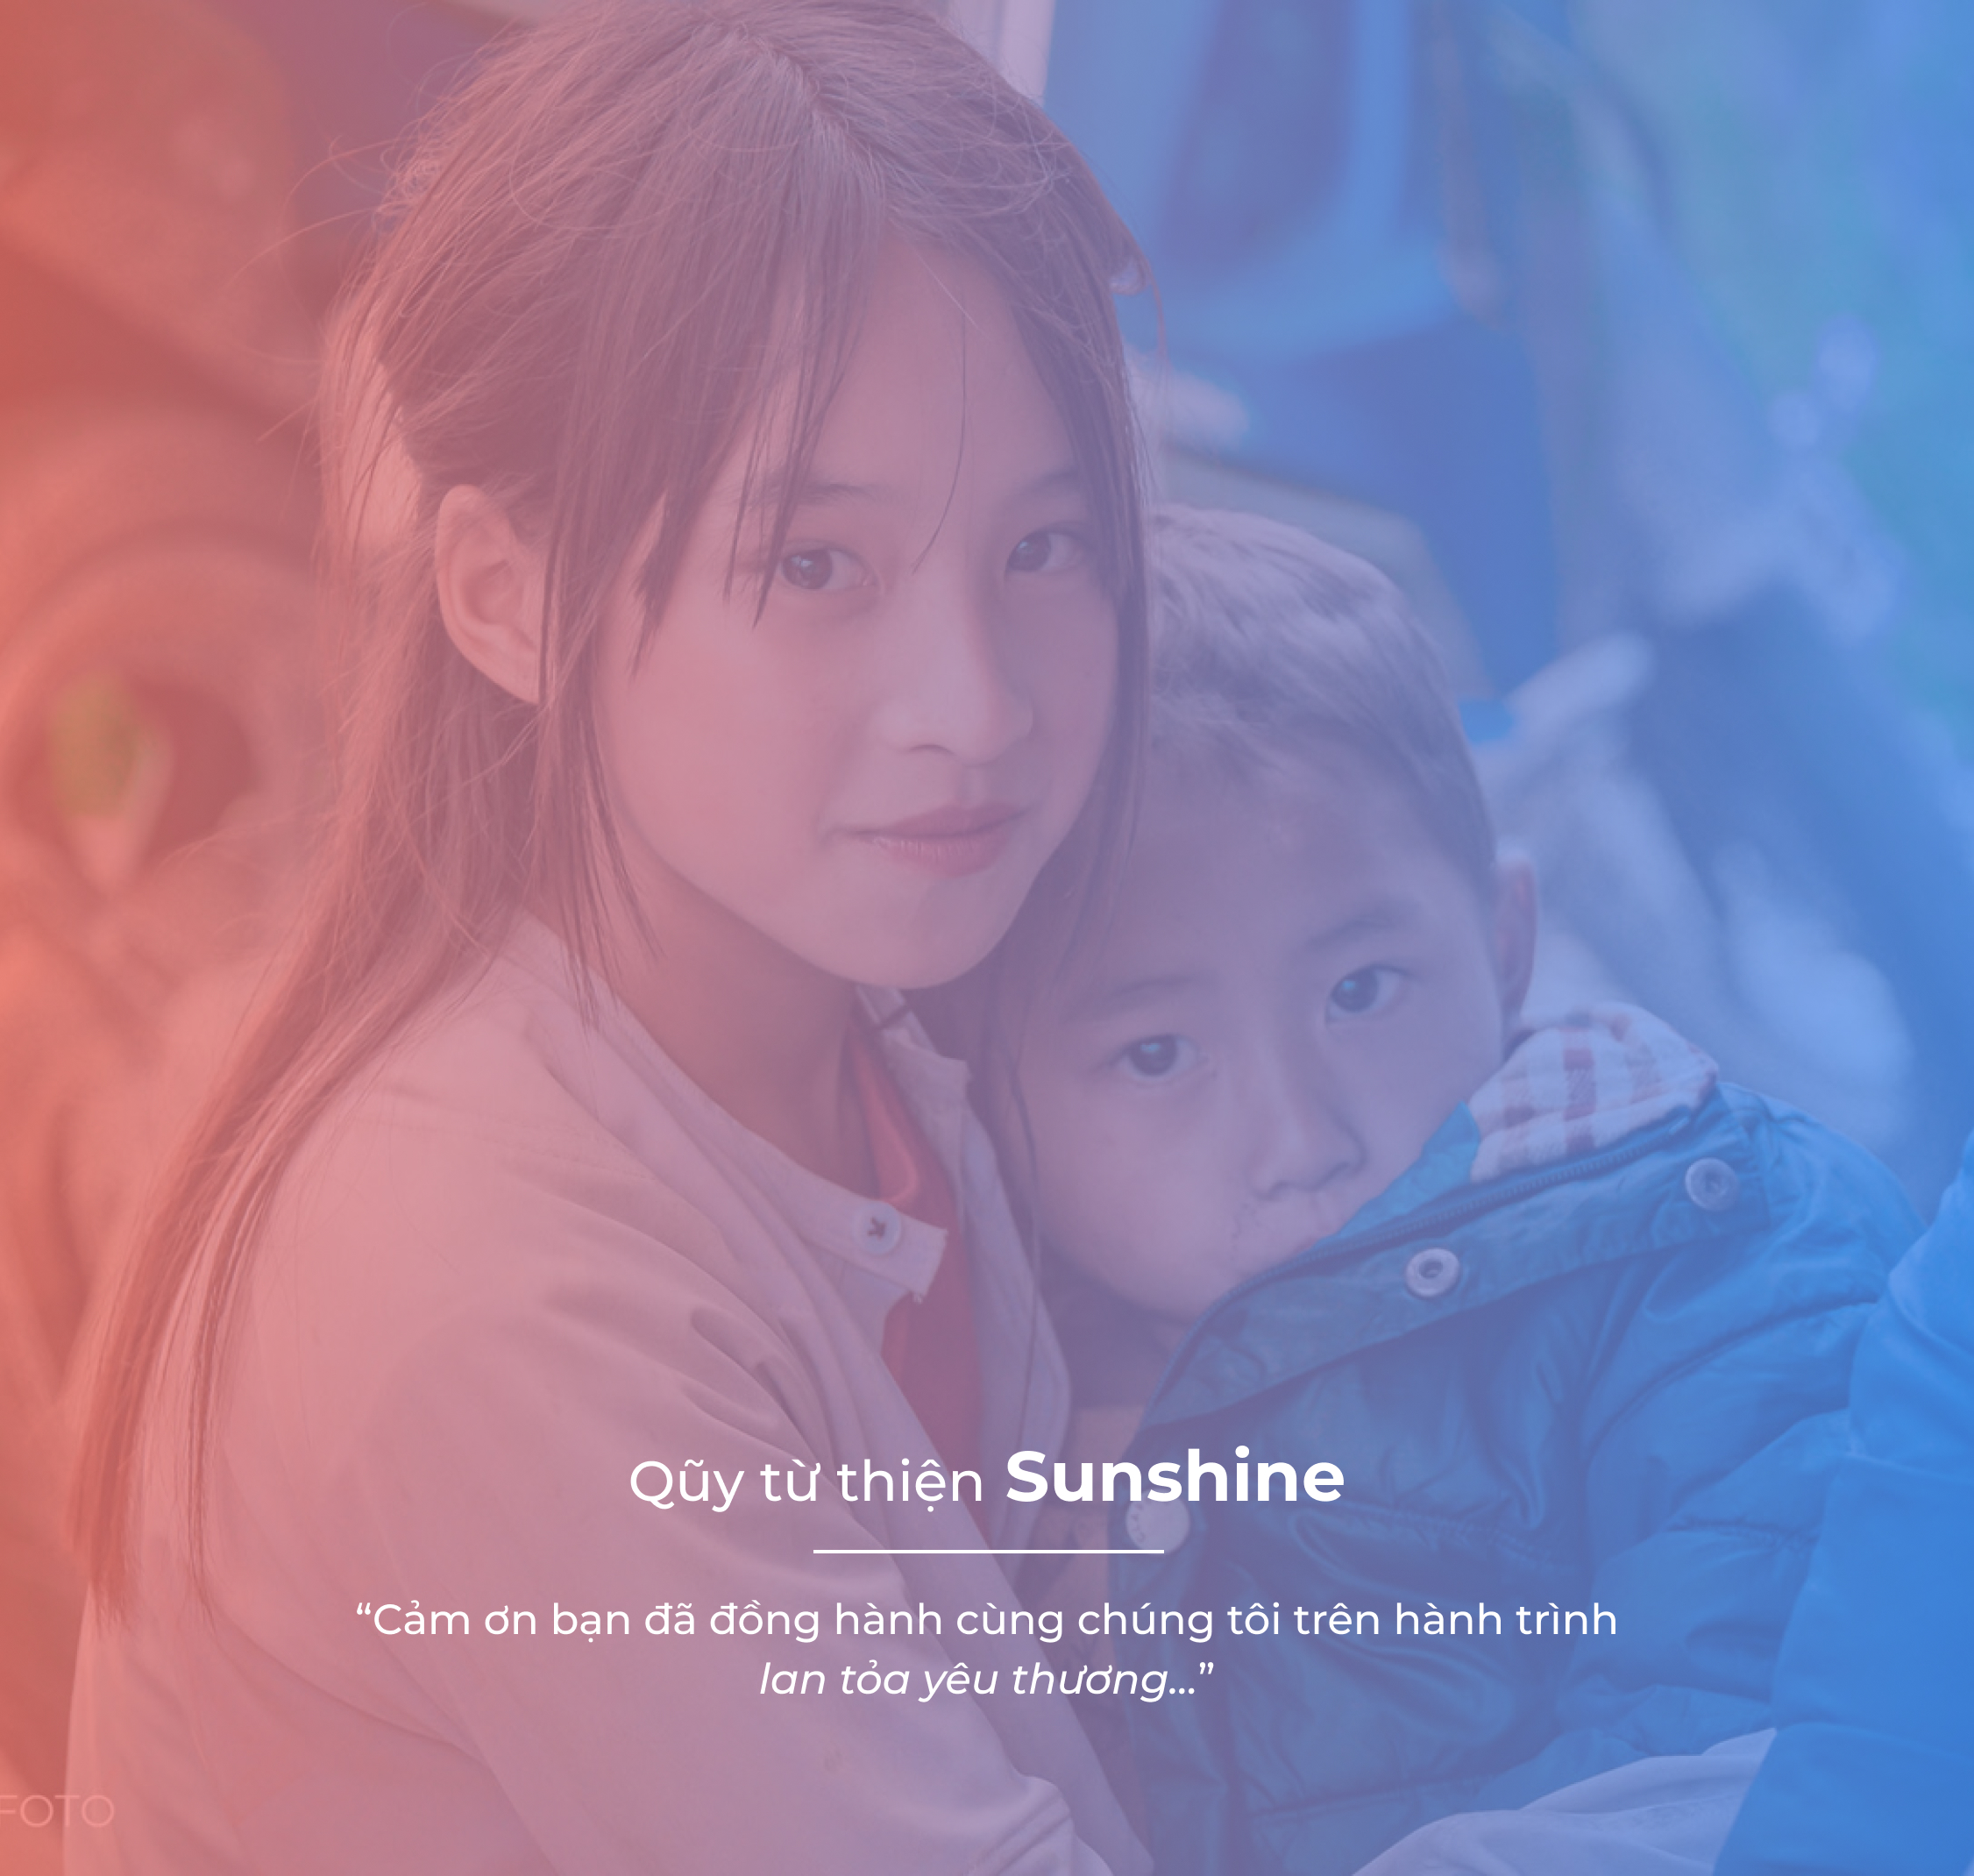 Qũy từ thiện Sunshine
“Cảm ơn bạn đã đồng hành cùng chúng tôi trên hành trình
lan tỏa yêu thương...”
FOTO